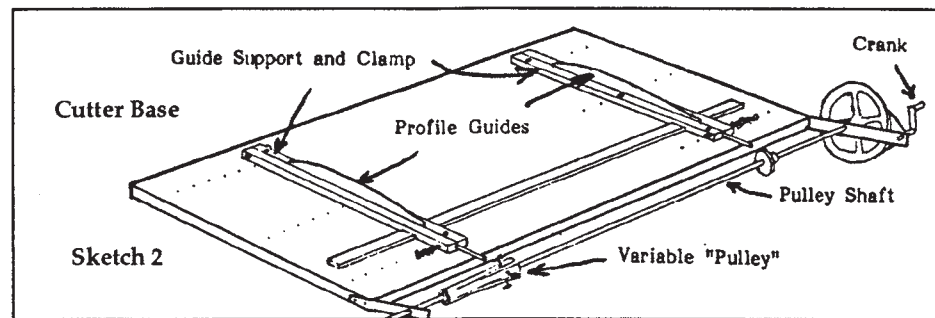 Guide Support and Clamp
Crank
Cutter Base
Profile Guides
Pulley Shaft
Sketch 2
Variable "Pulley"